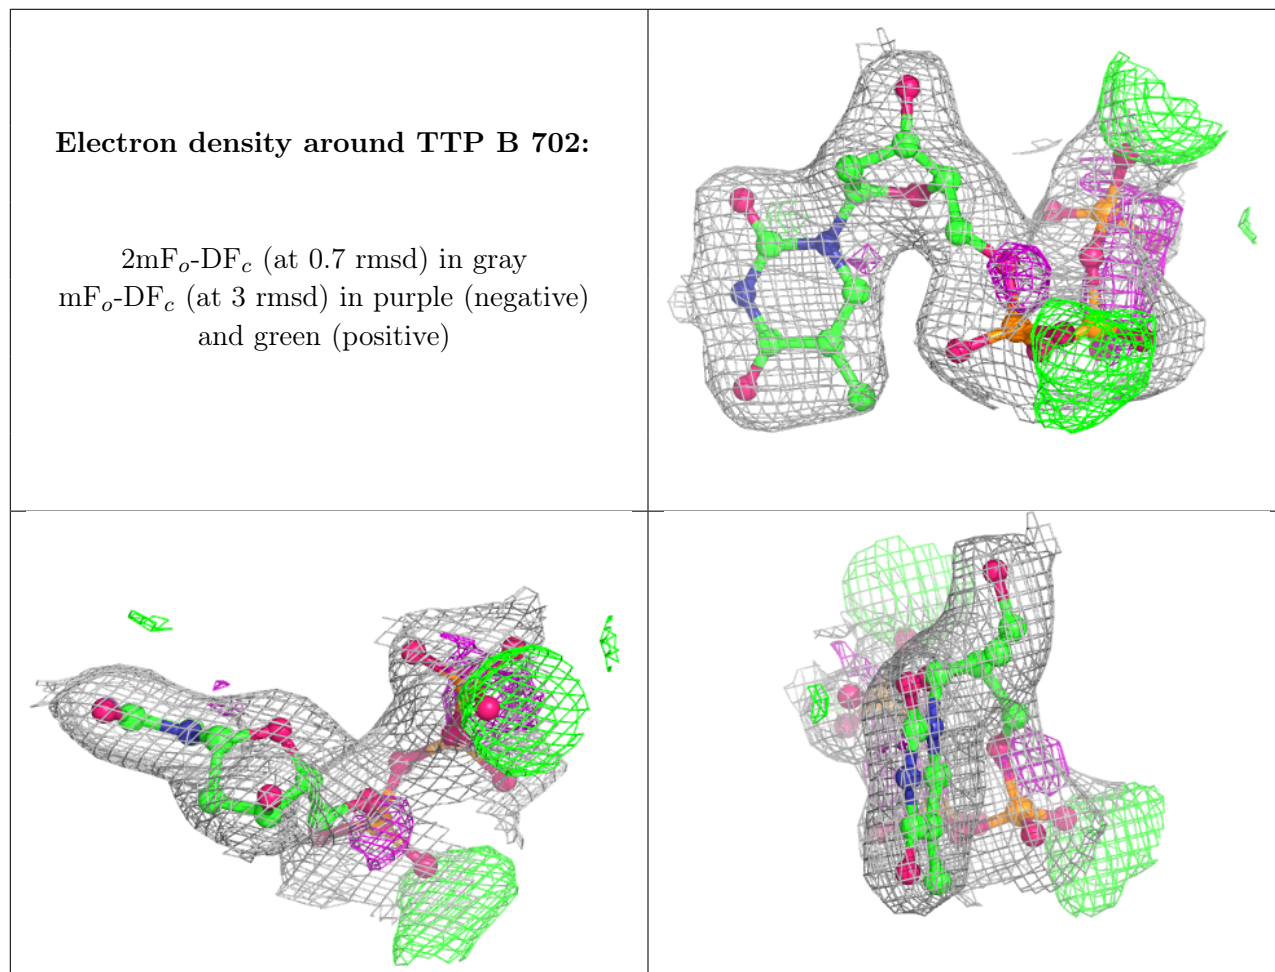 Electron density around TTP B 702:
2mFo-DFc (at 0.7 rmsd) in gray
mFo-DFc (at 3 rmsd) in purple (negative)
and green (positive)